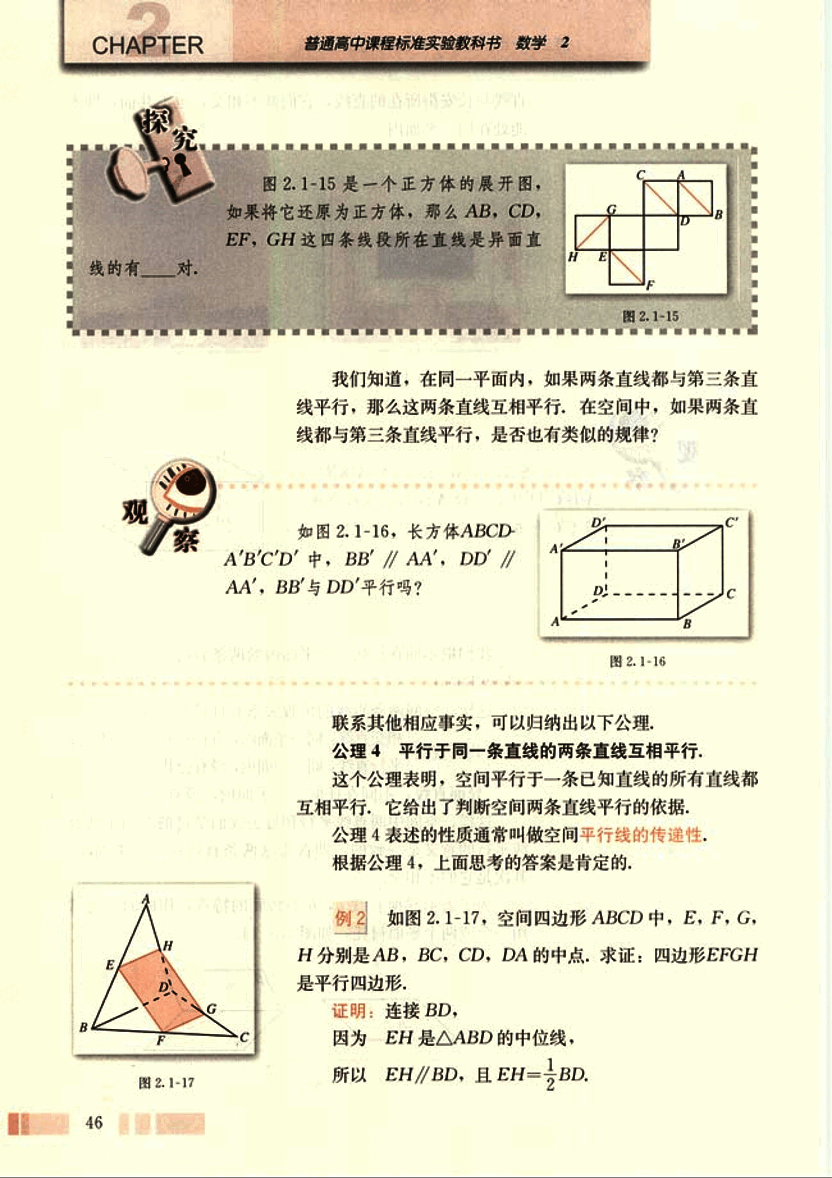 2
CHAPTER
普通高中课程标准实验教科书 数学 2
探究
图 2.1-15 是一个正方体的展开图，
如果将它还原为正方体，那么 AB，CD，
EF，GH 这四条线段所在直线是异面直
线的有____对.
C A
G D B
H E
F
图 2.1-15
我们知道，在同一平面内，如果两条直线都与第三条直
线平行，那么这两条直线互相平行. 在空间中，如果两条直
线都与第三条直线平行，是否也有类似的规律?
观察
如图 2.1-16，长方体ABCD-
A′B′C′D′ 中，BB′ ∥ AA′，DD′ ∥
AA′，BB′与 DD′平行吗?
D′ C′
A′ B′
D C
A B
图 2.1-16
联系其他相应事实，可以归纳出以下公理.
公理 4 平行于同一条直线的两条直线互相平行.
这个公理表明，空间平行于一条已知直线的所有直线都
互相平行. 它给出了判断空间两条直线平行的依据.
公理 4 表述的性质通常叫做空间平行线的传递性.
根据公理 4，上面思考的答案是肯定的.
例 2 如图 2.1-17，空间四边形 ABCD 中，E，F，G，
H 分别是 AB，BC，CD，DA 的中点. 求证：四边形EFGH
是平行四边形.
证明：连接 BD，
因为 EH 是△ABD 的中位线，
所以 EH∥BD，且 EH=\frac{1}{2}BD.
A
H
E
D
G
B
F C
图 2.1-17
46